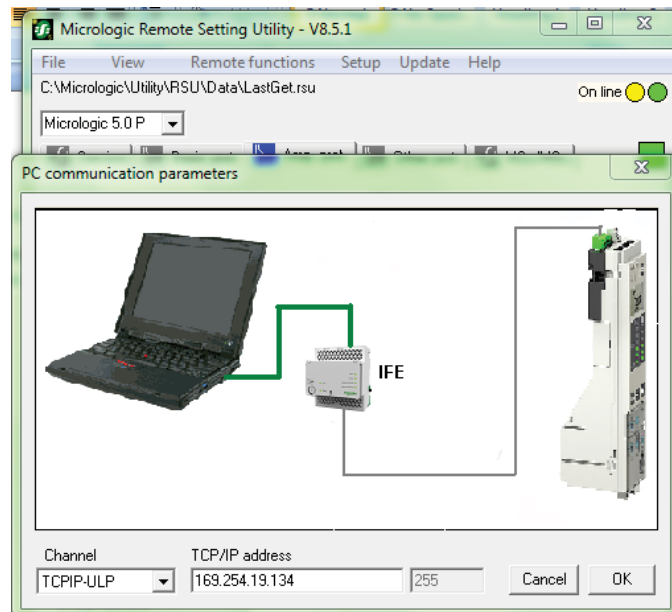 Micrologic Remote Setting Utility - V8.5.1
File View Remote functions Setup Update Help
C:\Micrologic\Utility\RSU\Data\LastGet.rsu
On line
Micrologic 5.0 P
PC communication parameters
IFE
Channel TCP/IP address
TCPIP-ULP 169.254.19.134 255 Cancel OK